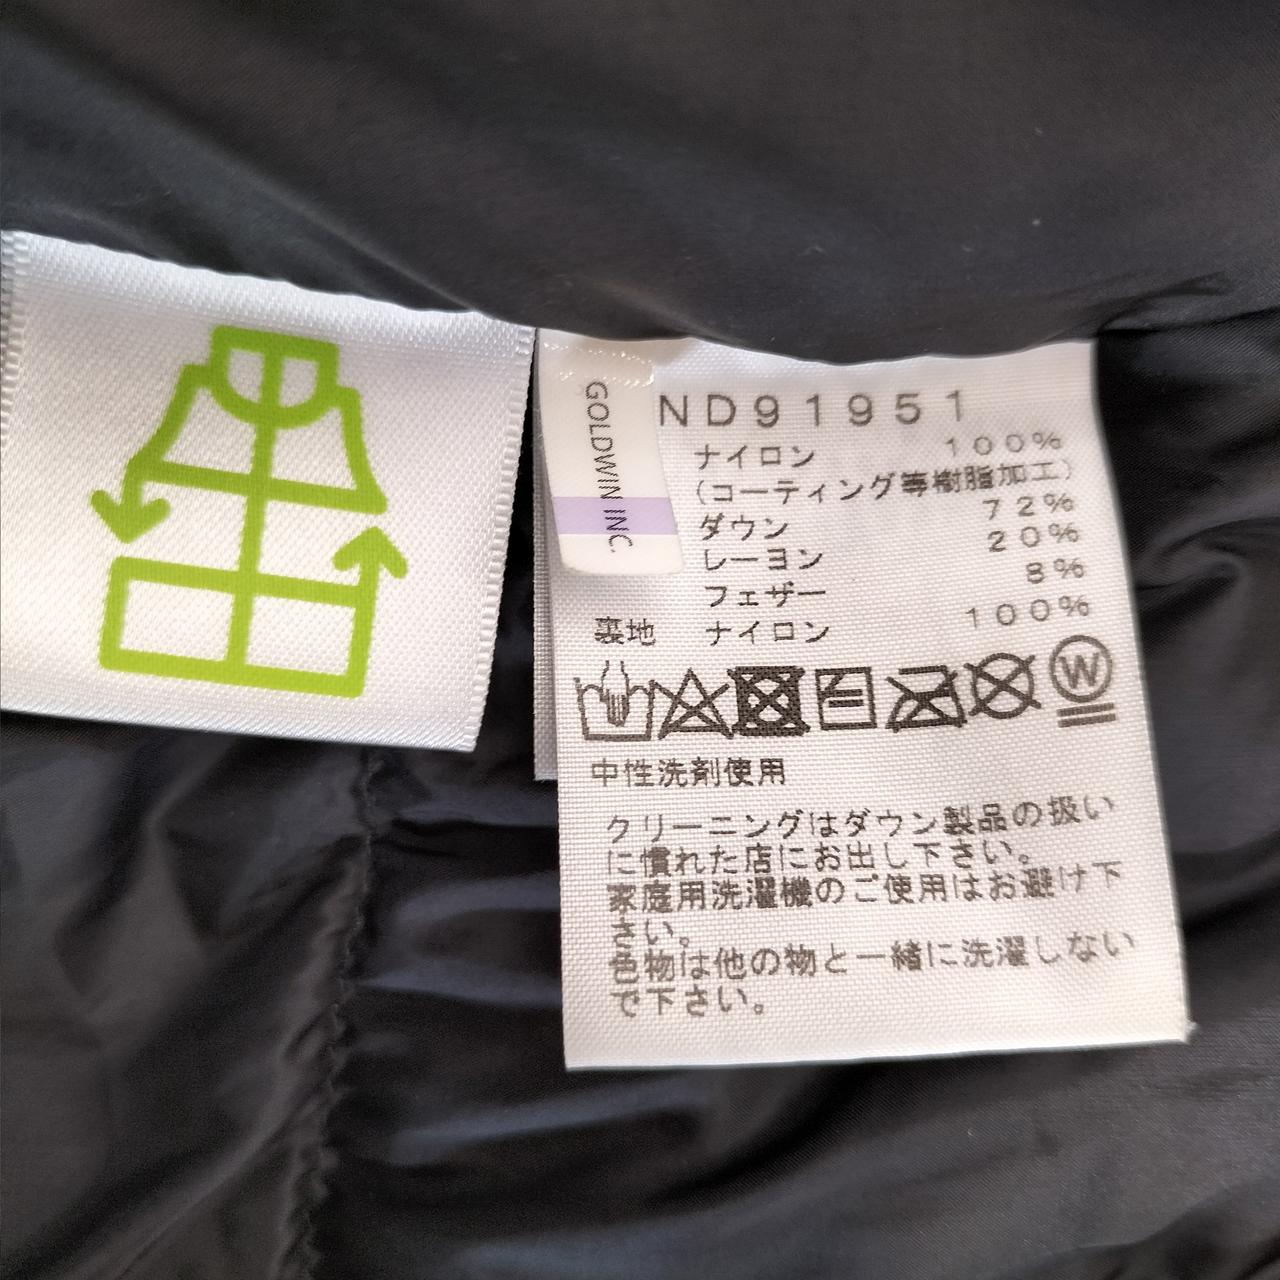 GOLDWIN INC.
ND91951
ナイロン 100%
(コーティング等樹脂加工)
ダウン 72%
レーヨン 20%
フェザー 8%
裏地 ナイロン 100%
W
中性洗剤使用
クリーニングはダウン製品の扱い
に慣れた店にお出し下さい。
家庭用洗濯機のご使用はお避け下
さい。
色物は他の物と一緒に洗濯しない
で下さい。